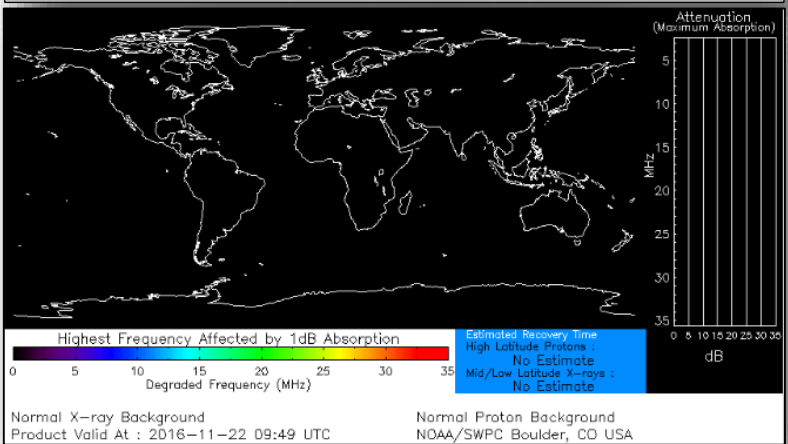 Attenuation
(Maximum Absorption)
5
10
15
20
25
30
35
MHz
0 5 10 15 20 25 30 35
dB
Highest Frequency Affected by 1dB Absorption
0 5 10 15 20 25 30 35
Degraded Frequency (MHz)
Estimated Recovery Time
High Latitude Protons :
No Estimate
Mid/Low Latitude X-rays :
No Estimate
Normal X-ray Background
Normal Proton Background
Product Valid At : 2016-11-22 09:49 UTC
NOAA/SWPC Boulder, CO USA